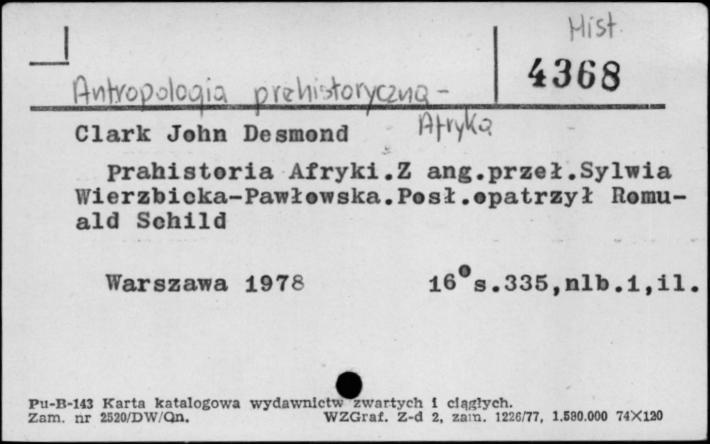 Hist.
4368
Antropologia prehistoryczna -
Afryka
Clark John Desmond
Prahistoria Afryki.Z ang.przeł.Sylwia
Wierzbicka-Pawłowska.Posł.opatrzył Romu-
ald Schild
Warszawa 1978 16° s.335,nlb.1,il.
Pu-B-143 Karta katalogowa wydawnictw zwartych i ciągłych.
Zam. nr 2520/DW/Qn. WZGraf. Z-d 2, zam. 1226/77, 1.580.000 74X120